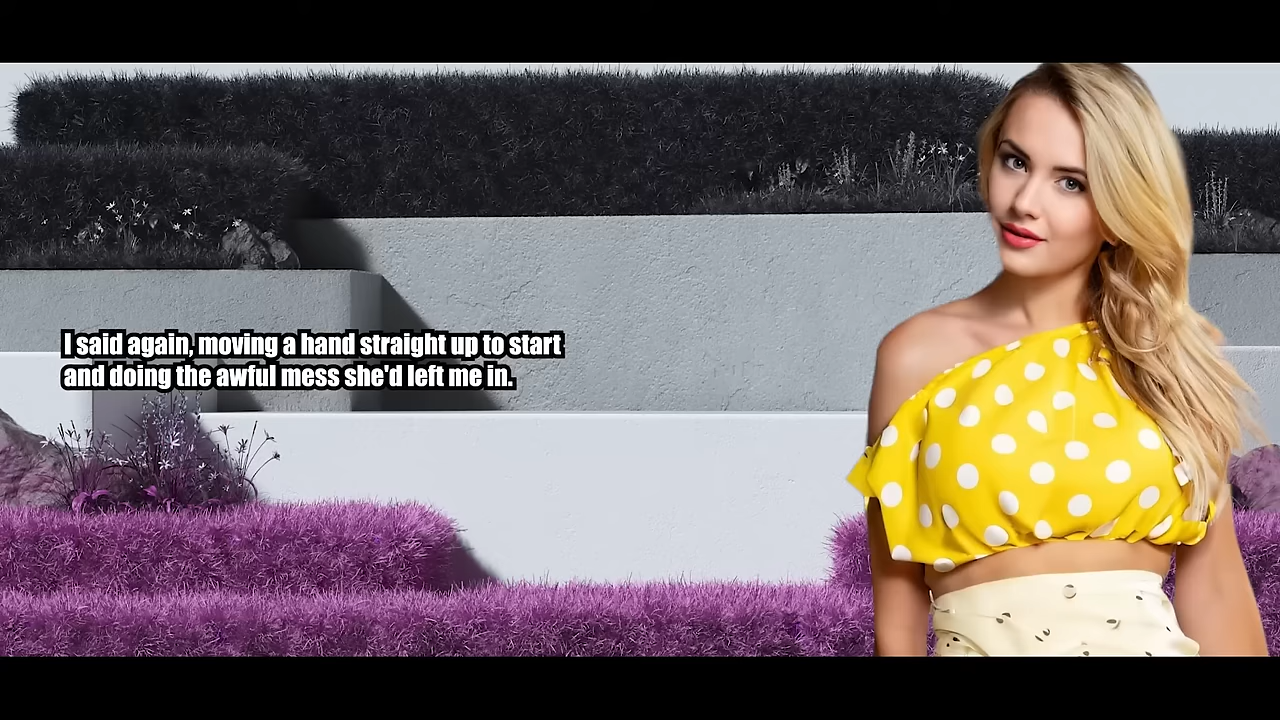 I said again, moving a hand straight up to start
and doing the awful mess she'd left me in.